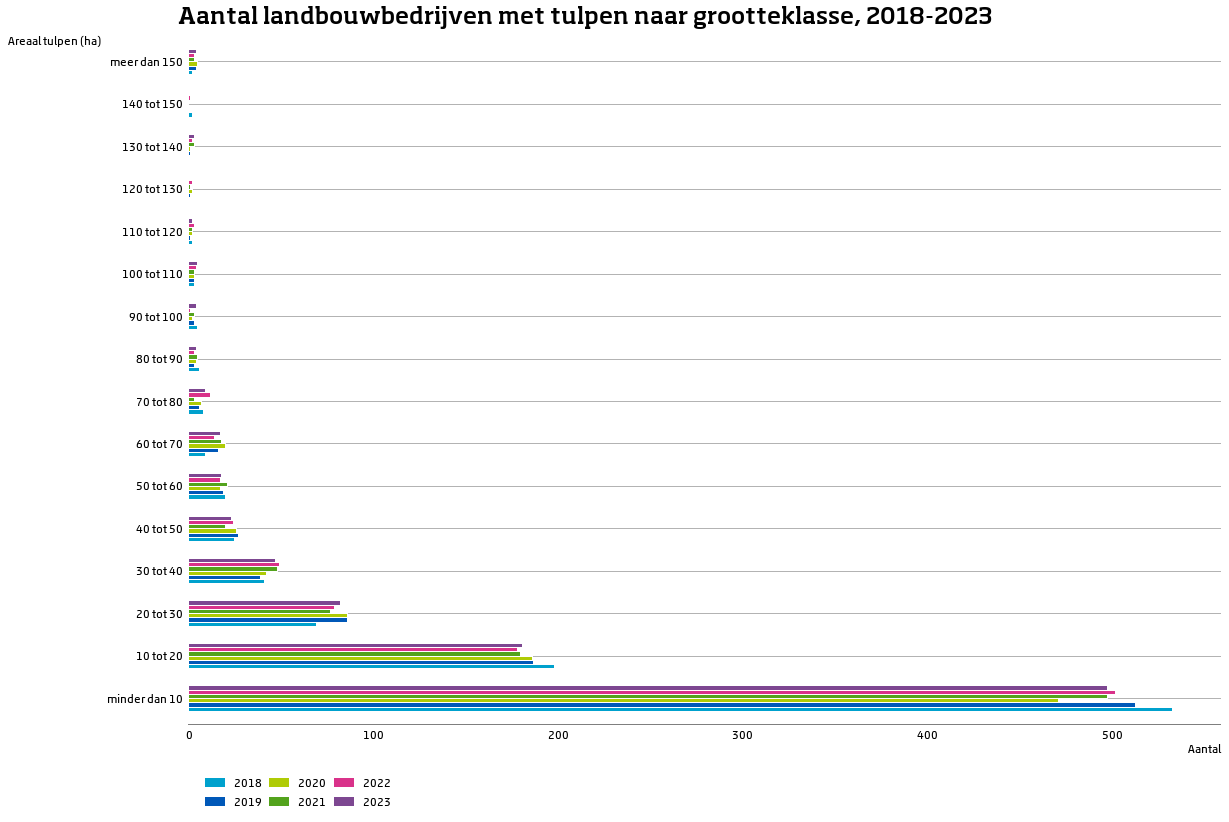 Aantal landbouwbedrijven met tulpen naar grootteklasse, 2018-2023
Areaal tulpen (ha)
meer dan 150
140 tot 150
130 tot 140
120 tot 130
110 tot 120
100 tot 110
90 tot 100
80 tot 90
70 tot 80
60 tot 70
50 tot 60
40 tot 50
30 tot 40
20 tot 30
10 tot 20
minder dan 10
0 100 200 300 400 500
Aantal
2018 2020 2022
2019 2021 2023